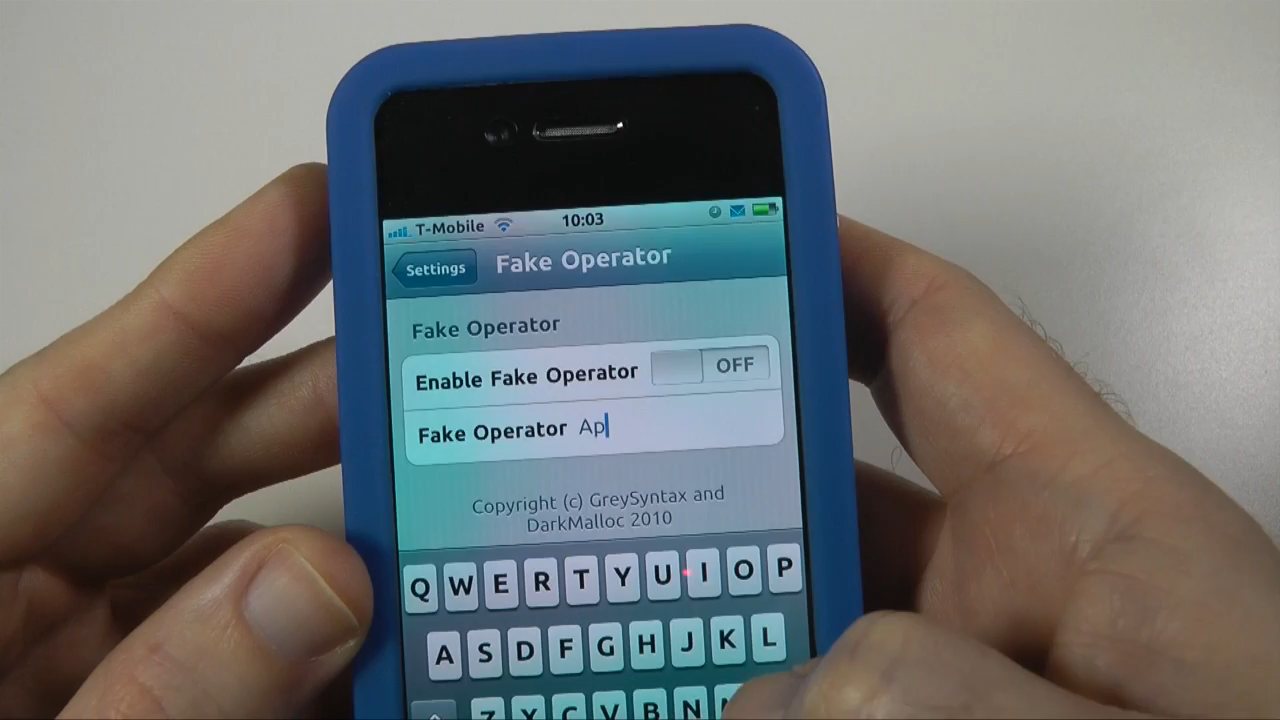 T-Mobile 10:03
Settings Fake Operator
Fake Operator
Enable Fake Operator OFF
Fake Operator Ap
Copyright (c) GreySyntax and
DarkMalloc 2010
Q W E R T Y U I O P
A S D F G H J K L
Z X C V B N